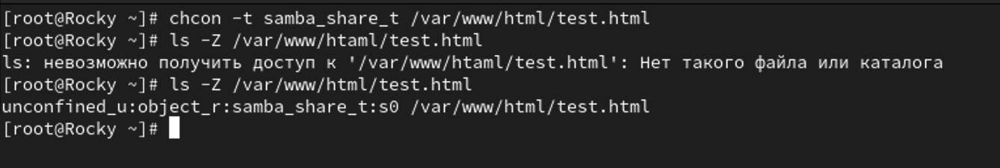 [root@Rocky ~]# chcon -t samba_share_t /var/www/html/test.html
[root@Rocky ~]# ls -Z /var/www/htaml/test.html
ls: невозможно получить доступ к '/var/www/htaml/test.html': Нет такого файла или каталога
[root@Rocky ~]# ls -Z /var/www/html/test.html
unconfined_u:object_r:samba_share_t:s0 /var/www/html/test.html
[root@Rocky ~]#